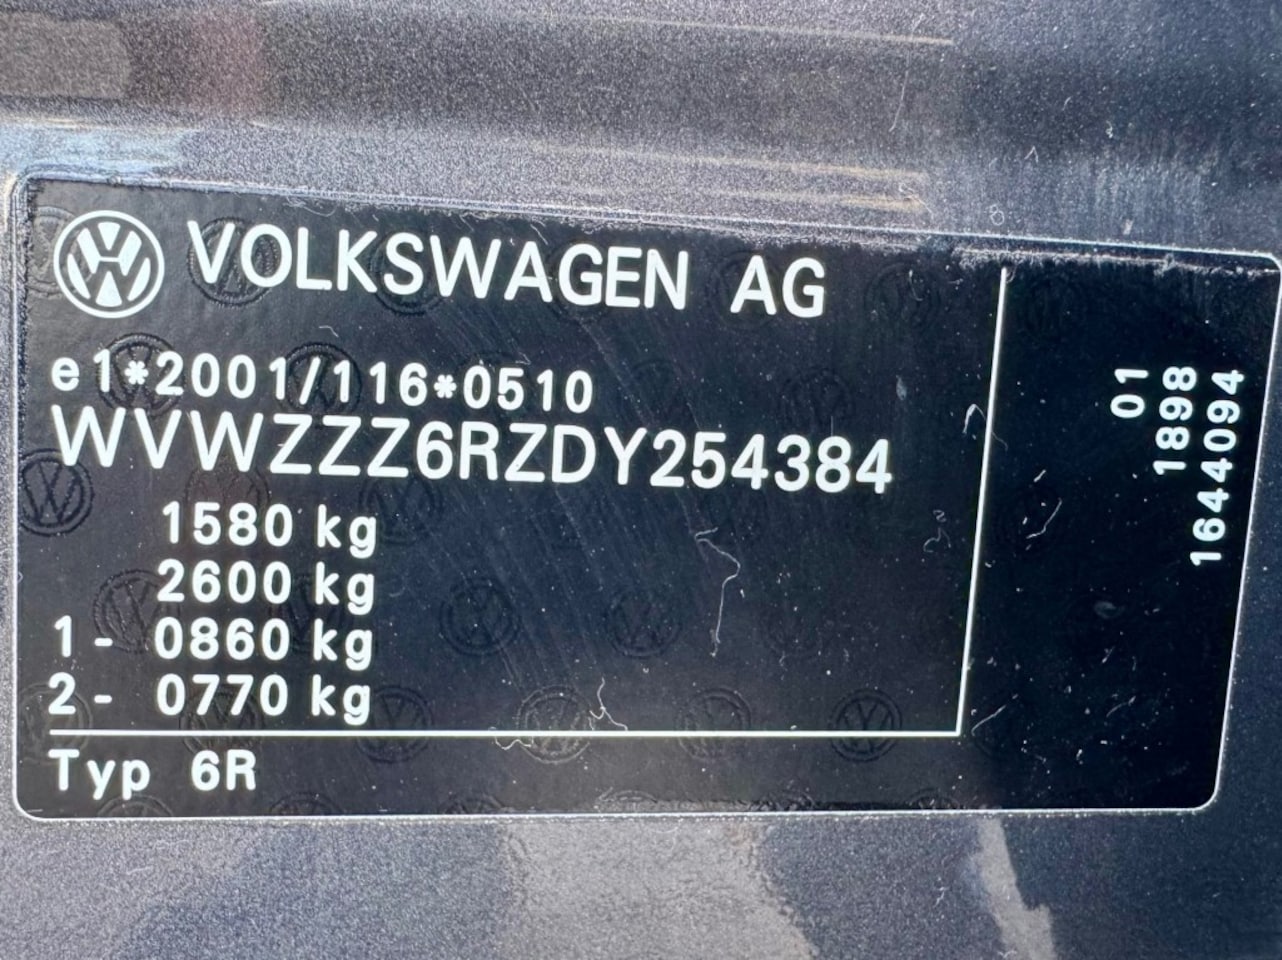 VOLKSWAGEN AG
e1*2001/116*0510
WVWZZZ6RZDY254384
1580 kg
2600 kg
1- 0860 kg
2- 0770 kg
Typ 6R
01
1898
1644094